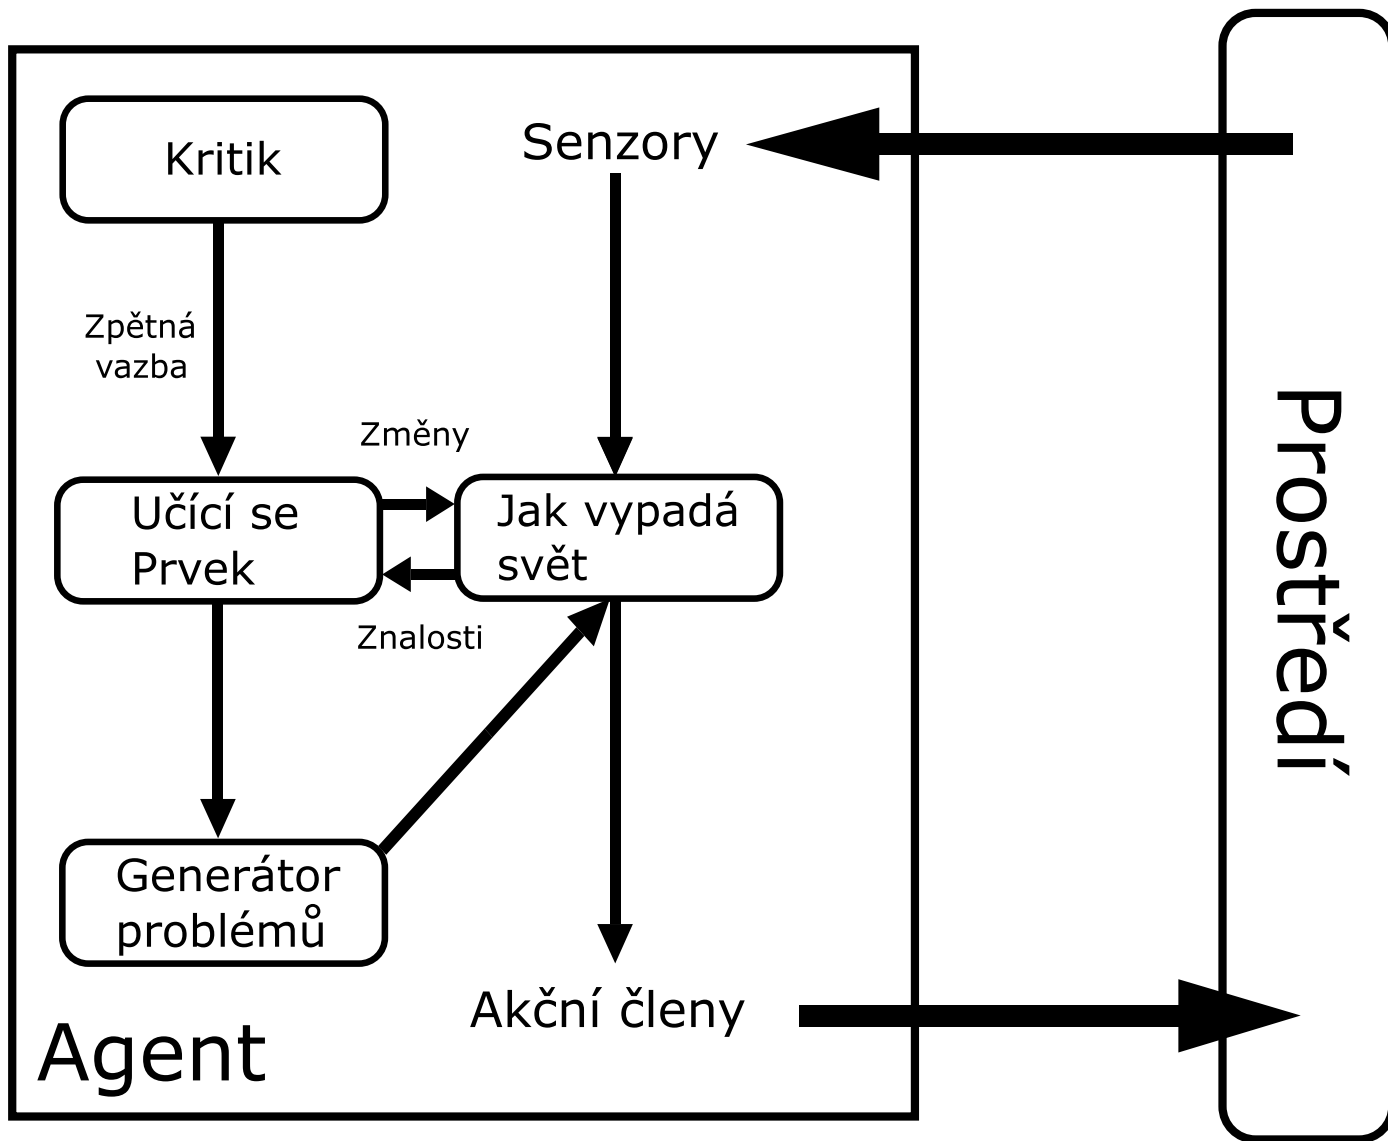 Kritik
Senzory
Zpětná
vazba
Změny
Učící se
Prvek
Jak vypadá
svět
Znalosti
Generátor
problémů
Akční členy
Agent
Prostředí